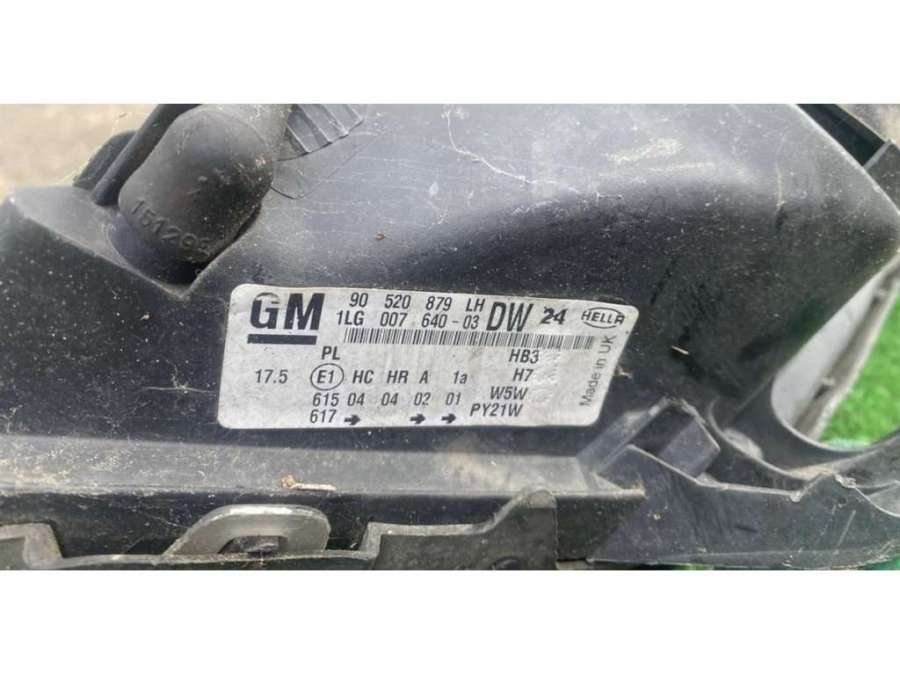 GM 90 520 879 LH DW 24 HELLA
1LG 007 640-03
PL HB3
17.5 E1 HC HR A 1a H7
615 04 04 02 01 W5W
617 → → → PY21W
Made in UK